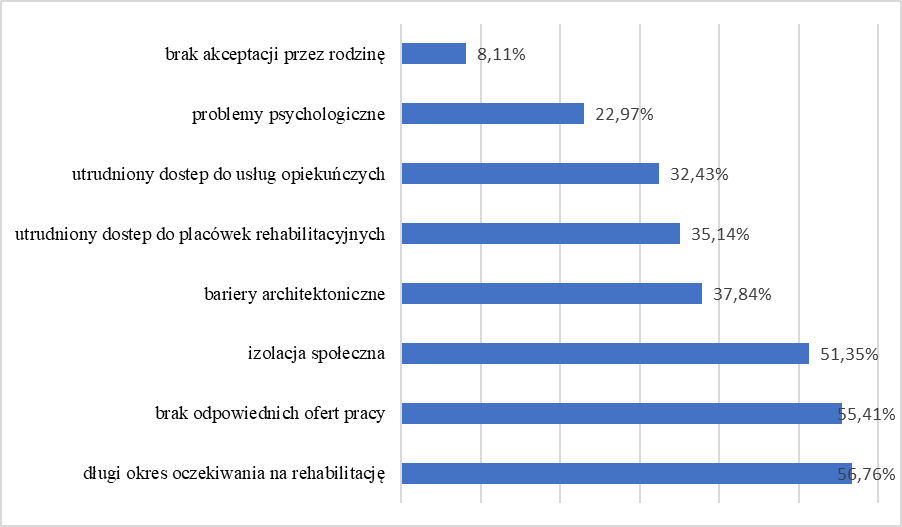 brak akceptacji przez rodzinę 8,11%
problemy psychologiczne 22,97%
utrudniony dostep do usług opiekuńczych 32,43%
utrudniony dostep do placówek rehabilitacyjnych 35,14%
bariery architektoniczne 37,84%
izolacja społeczna 51,35%
brak odpowiednich ofert pracy 55,41%
długi okres oczekiwania na rehabilitację 56,76%